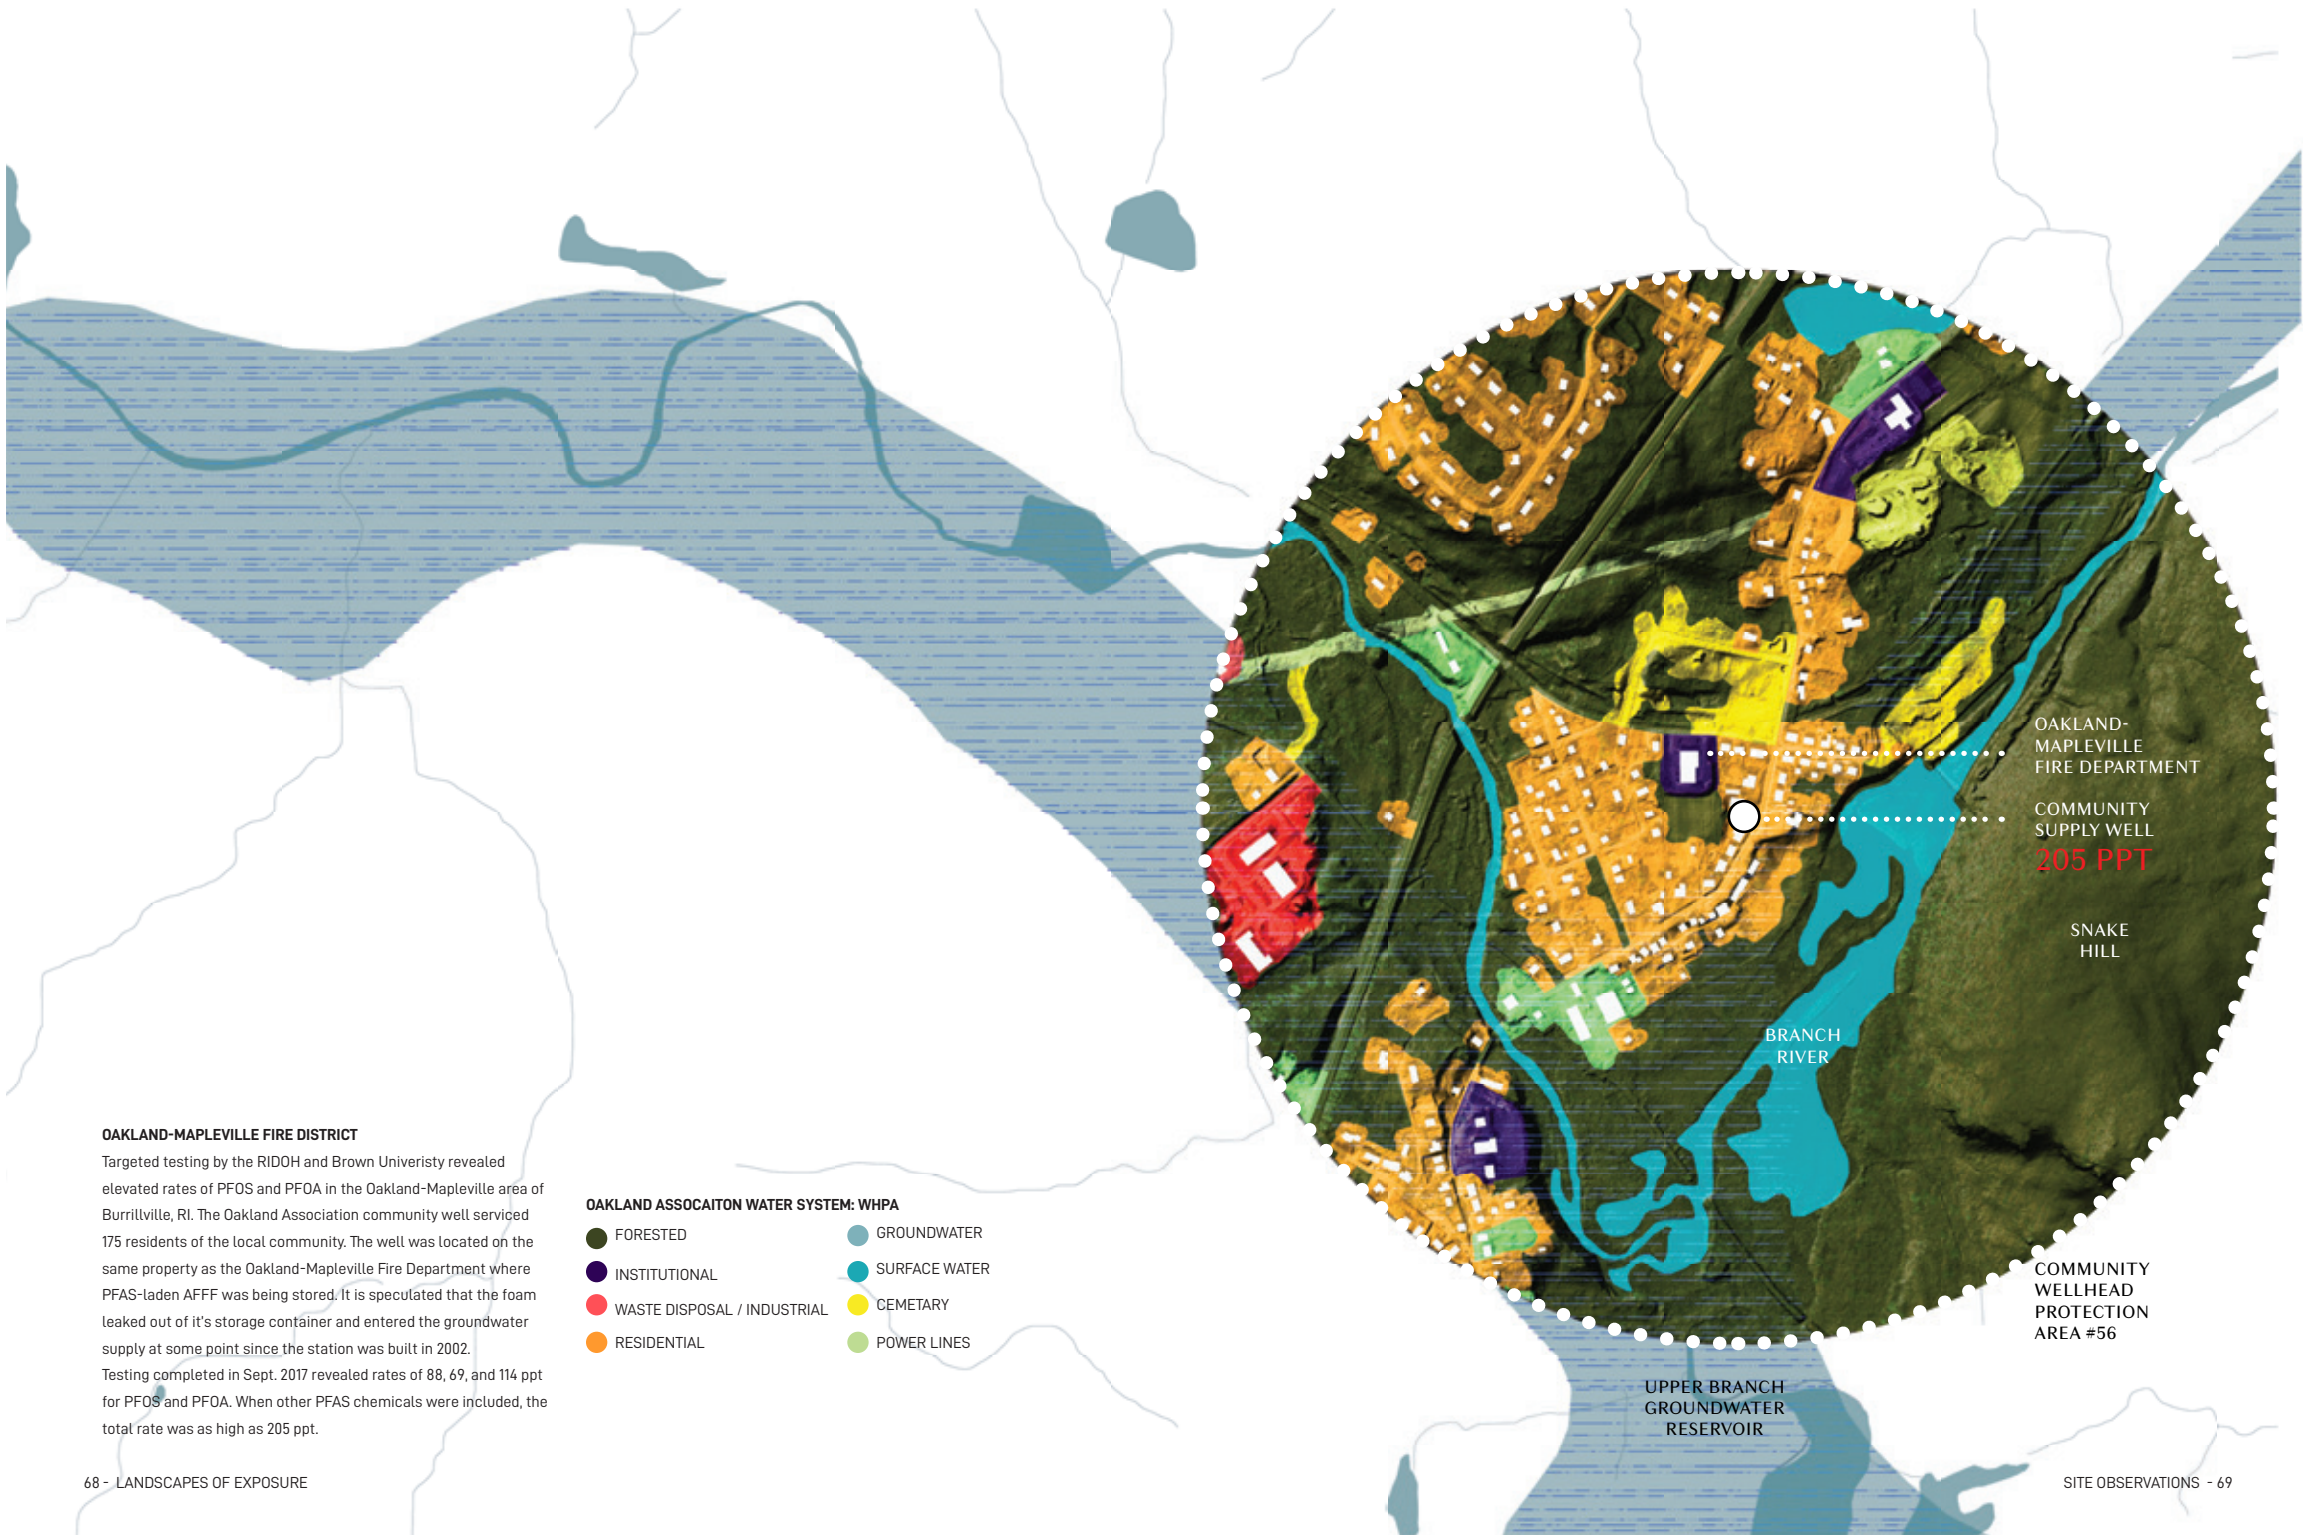 OAKLAND-
MAPLEVILLE
FIRE DEPARTMENT
COMMUNITY
SUPPLY WELL
205 PPT
SNAKE
HILL
BRANCH
RIVER
OAKLAND-MAPLEVILLE FIRE DISTRICT
Targeted testing by the RIDOH and Brown Univeristy revealed
elevated rates of PFOS and PFOA in the Oakland-Mapleville area of
Burrillville, RI. The Oakland Association community well serviced
175 residents of the local community. The well was located on the
same property as the Oakland-Mapleville Fire Department where
PFAS-laden AFFF was being stored. It is speculated that the foam
leaked out of it's storage container and entered the groundwater
supply at some point since the station was built in 2002.
Testing completed in Sept. 2017 revealed rates of 88, 69, and 114 ppt
for PFOS and PFOA. When other PFAS chemicals were included, the
total rate was as high as 205 ppt.
OAKLAND ASSOCAITON WATER SYSTEM: WHPA
FORESTED
INSTITUTIONAL
WASTE DISPOSAL / INDUSTRIAL
RESIDENTIAL
GROUNDWATER
SURFACE WATER
CEMETARY
POWER LINES
COMMUNITY
WELLHEAD
PROTECTION
AREA #56
UPPER BRANCH
GROUNDWATER
RESERVOIR
68 - LANDSCAPES OF EXPOSURE
SITE OBSERVATIONS - 69